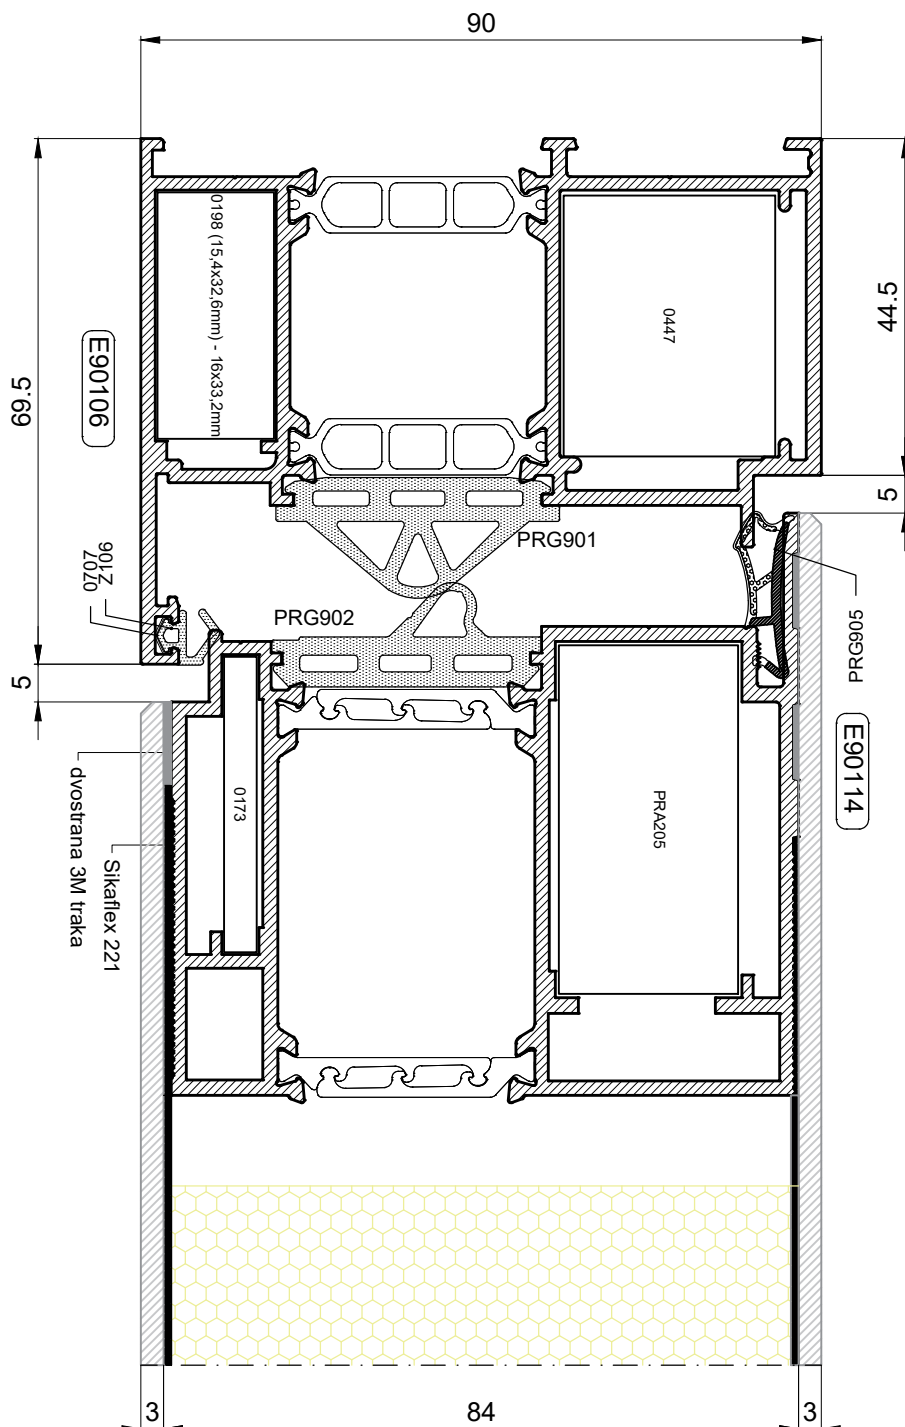 90
0198 (15,4x32,6mm) - 16x33,2mm
0447
44.5
69.5
E90106
5
PRG901
901Z
0707
PRG902
PRG905
5
E90114
0173
PRA205
Sikaflex 221
dvostrana 3M traka
3
84
3